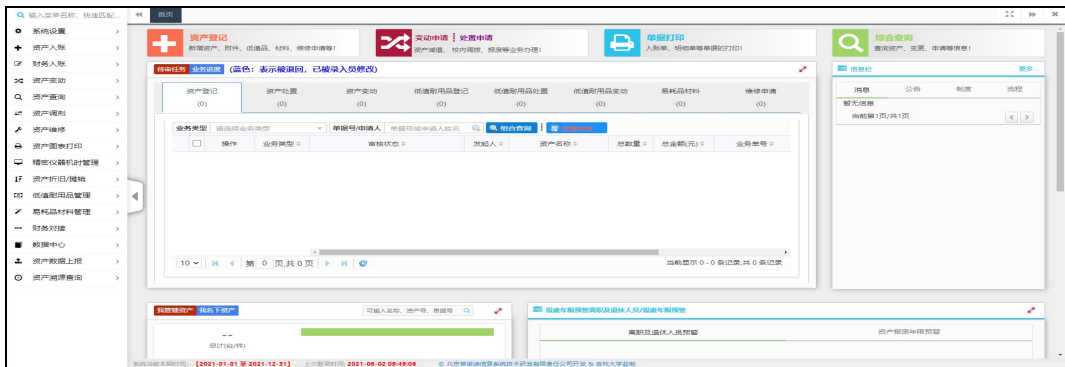 输入菜单名称，快速匹配...
首页
系统设置
资产入账
财务入账
资产变动
资产查询
资产调剂
资产维修
资产图表打印
精密仪器机时管理
资产折旧/摊销
低值耐用品管理
易耗品材料管理
财务对接
数据中心
资产数据上报
资产溯源查询
资产登记
新增资产、附件、低值品、材料、维修申请等!
变动申请 处置申请
资产减值、校内调拨、报废等业务办理!
单据打印
入账单、明细单等单据的打印!
综合查询
查询资产、变更、申请等信息!
待审任务 业务进度 (蓝色：表示被退回，已被录入员修改)
资产登记 资产处置 资产变动 低值耐用品登记 低值耐用品处置 低值耐用品变动 易耗品材料 维修申请
(0) (0) (0) (0) (0) (0) (0) (0)
业务类型 请选择业务类型 单据号/申请人 单据号或申请人姓名 组合查询
操作 业务类型 审核状态 发起人 资产名称 总数量 总金额(元) 业务单号
10 第 0 页,共 0 页 当前显示 0 - 0 条记录,共 0 条记录
信息栏 更多...
消息 公告 制度 流程
暂无信息
当前第1页/共1页 < >
我管辖资产 我名下资产 可输入名称、资产号、单据号
--
总计(台/件)
报废年限预警离职及退休人员/报废年限预警
离职及退休人员预警 资产报废年限预警
系统当前本期时间：【2021-01-01 至 2021-12-31】 上次登录时间: 2021-06-02 09:49:06